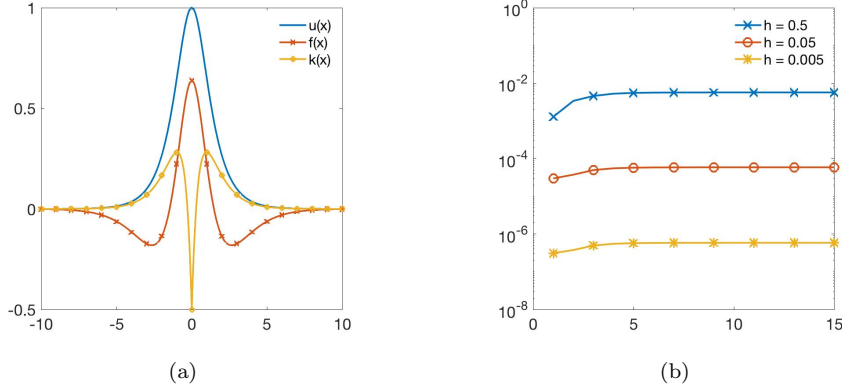 1
0.5
0
-0.5
-10 -5 0 5 10
u(x)
f(x)
k(x)
(a)
10^0
10^-2
10^-4
10^-6
10^-8
0 5 10 15
h = 0.5
h = 0.05
h = 0.005
(b)